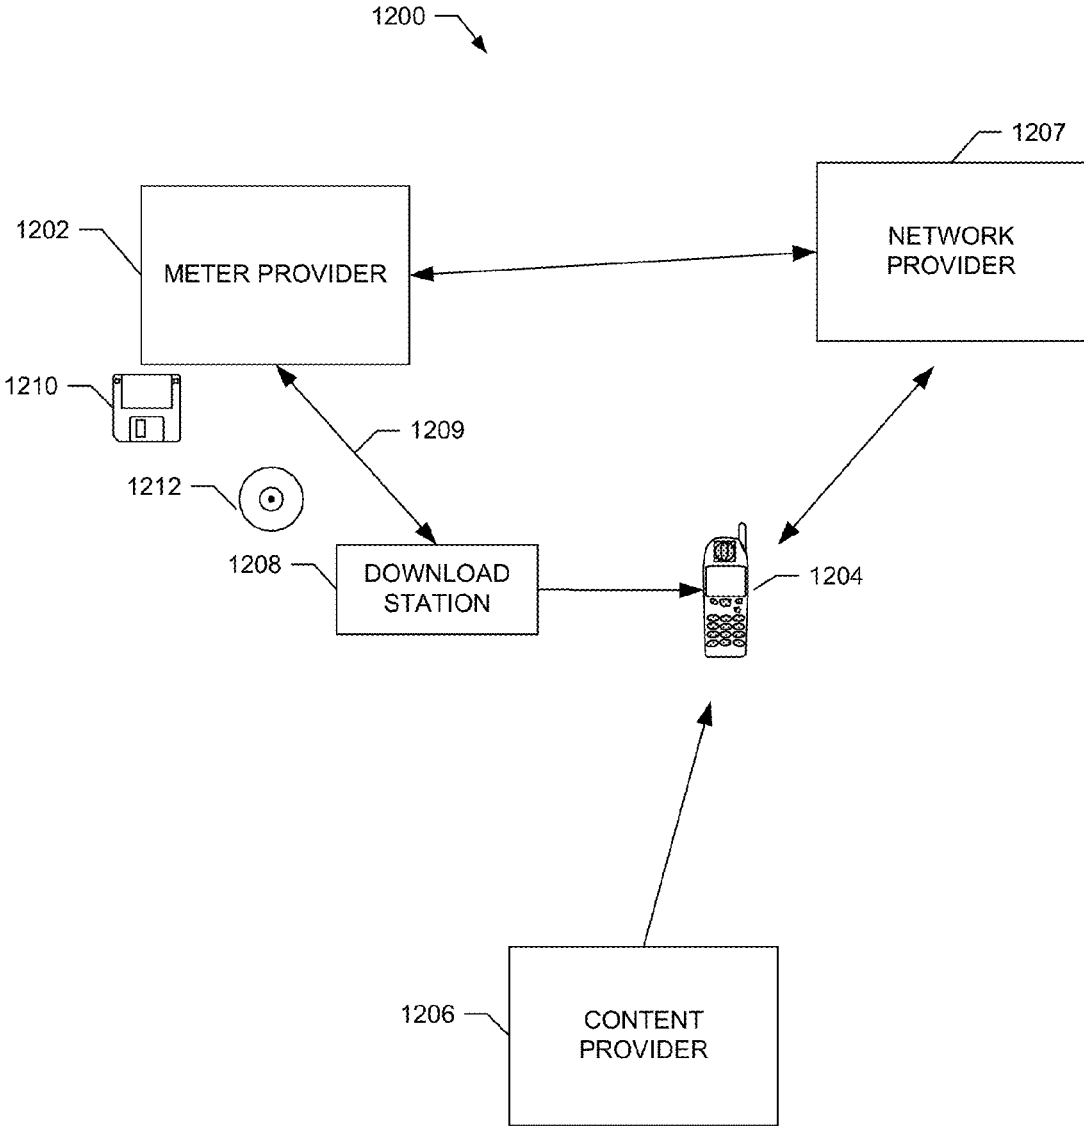 1200
1207
1202
METER PROVIDER
NETWORK
PROVIDER
1210
1209
1212
1208
DOWNLOAD
STATION
1204
1206
CONTENT
PROVIDER